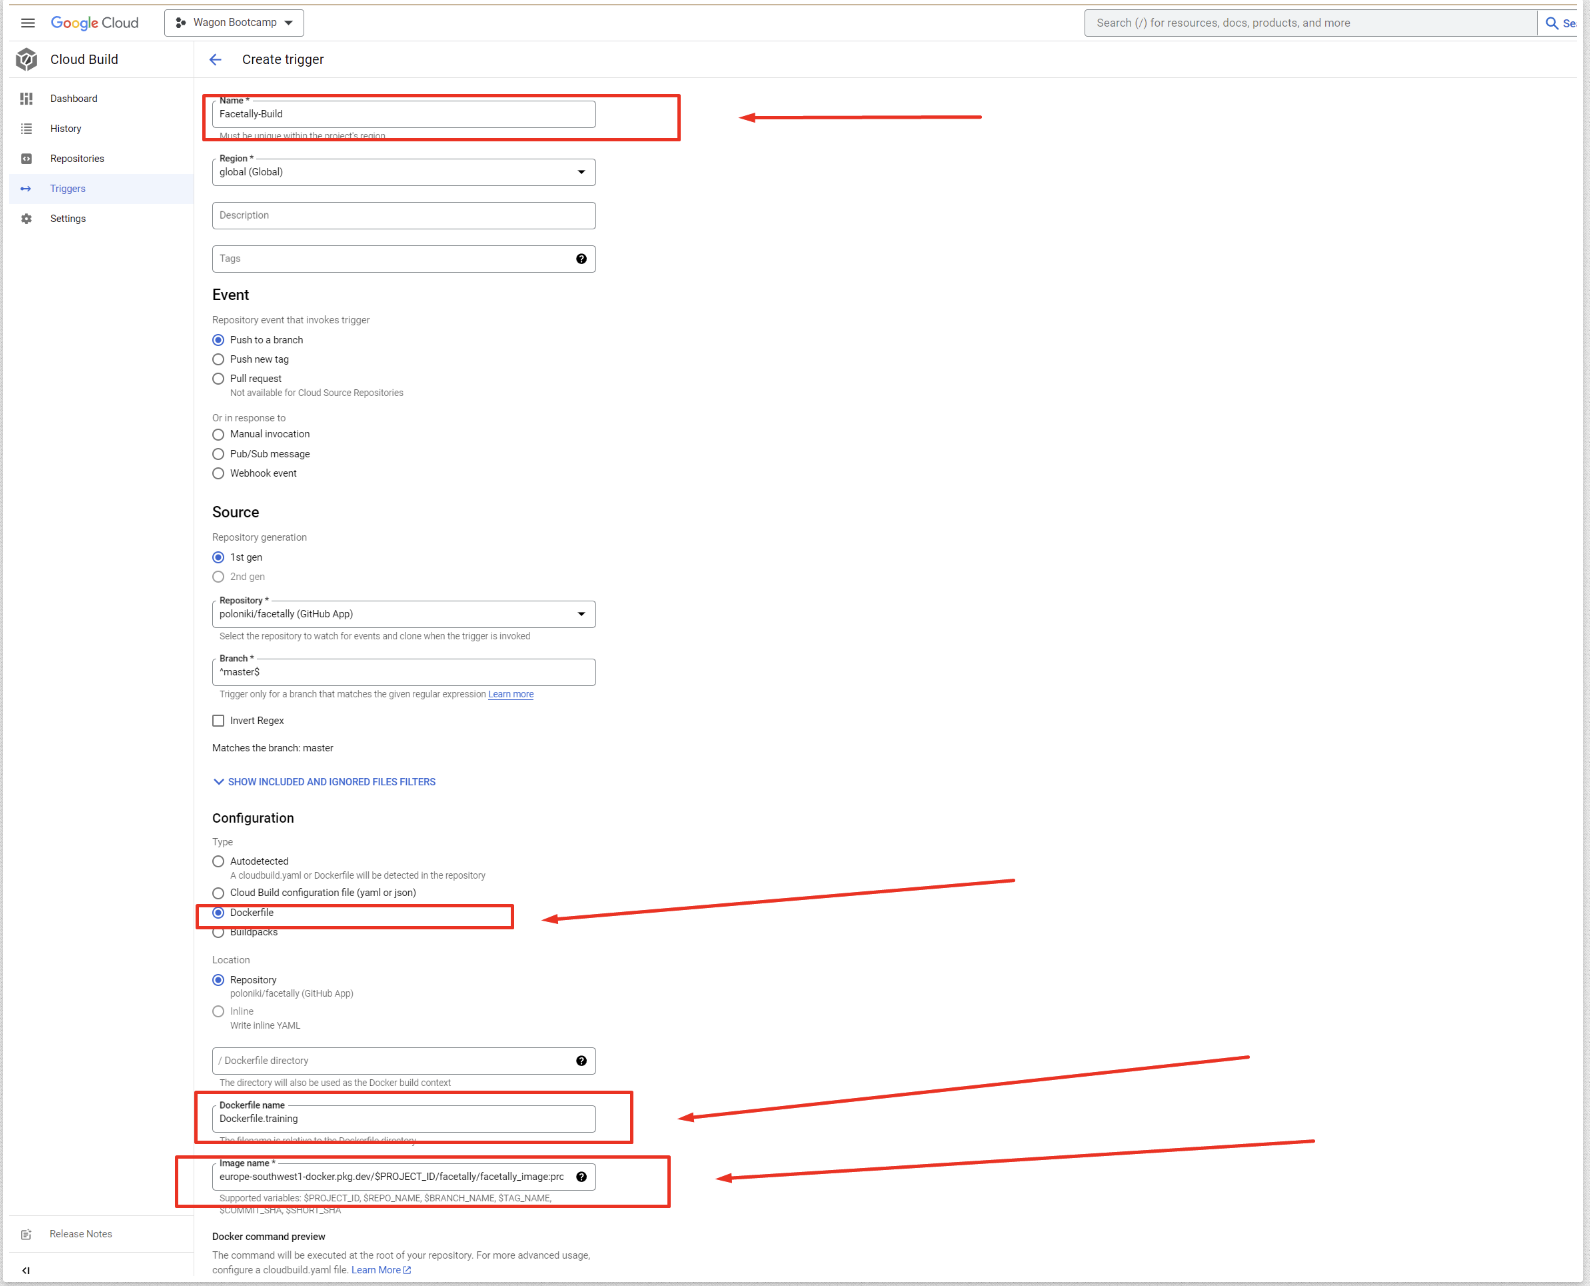 Google Cloud
Wagon Bootcamp
Search (/) for resources, docs, products, and more
Cloud Build
Create trigger
Dashboard
History
Repositories
Triggers
Settings
Name *
Facetally-Build
Must be unique within the project's region
Region *
global (Global)
Description
Tags
Event
Repository event that invokes trigger
Push to a branch
Push new tag
Pull request
Not available for Cloud Source Repositories
Or in response to
Manual invocation
Pub/Sub message
Webhook event
Source
Repository generation
1st gen
2nd gen
Repository *
poloniki/facetally (GitHub App)
Select the repository to watch for events and clone when the trigger is invoked
Branch *
^master$
Trigger only for a branch that matches the given regular expression Learn more
Invert Regex
Matches the branch: master
SHOW INCLUDED AND IGNORED FILES FILTERS
Configuration
Type
Autodetected
A cloudbuild.yaml or Dockerfile will be detected in the repository
Cloud Build configuration file (yaml or json)
Dockerfile
Buildpacks
Location
Repository
poloniki/facetally (GitHub App)
Inline
Write inline YAML
/ Dockerfile directory
The directory will also be used as the Docker build context
Dockerfile name
Dockerfile.training
The filename is relative to the Dockerfile directory
Image name *
europe-southwest1-docker.pkg.dev/$PROJECT_ID/facetally/facetally_image:prc
Supported variables: $PROJECT_ID, $REPO_NAME, $BRANCH_NAME, $TAG_NAME,
$COMMIT_SHA, $SHORT_SHA
Docker command preview
The command will be executed at the root of your repository. For more advanced usage,
configure a cloudbuild.yaml file. Learn More
Release Notes